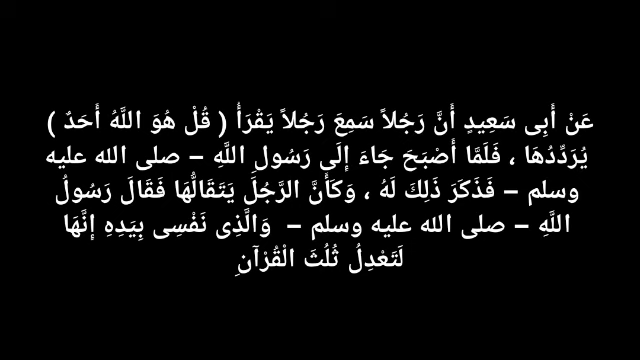 عَنْ أَبِى سَعِيدٍ أَنَّ رَجُلاً سَمِعَ رَجُلاً يَقْرَأُ ( قُلْ هُوَ اللَّهُ أَحَدٌ )
يُرَدِّدُهَا ، فَلَمَّا أَصْبَحَ جَاءَ إِلَى رَسُولِ اللَّهِ – صلى الله عليه
وسلم – فَذَكَرَ ذَلِكَ لَهُ ، وَكَأَنَّ الرَّجُلَ يَتَقَالُّهَا فَقَالَ رَسُولُ
اللَّهِ – صلى الله عليه وسلم – وَالَّذِى نَفْسِى بِيَدِهِ إِنَّهَا
لَتَعْدِلُ ثُلُثَ الْقُرْآنِ